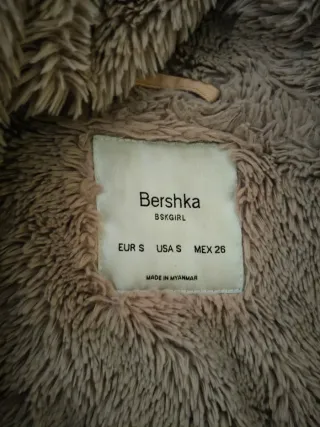 Bershka
BSKGIRL
EUR S USA S MEX 26
MADE IN MYANMAR